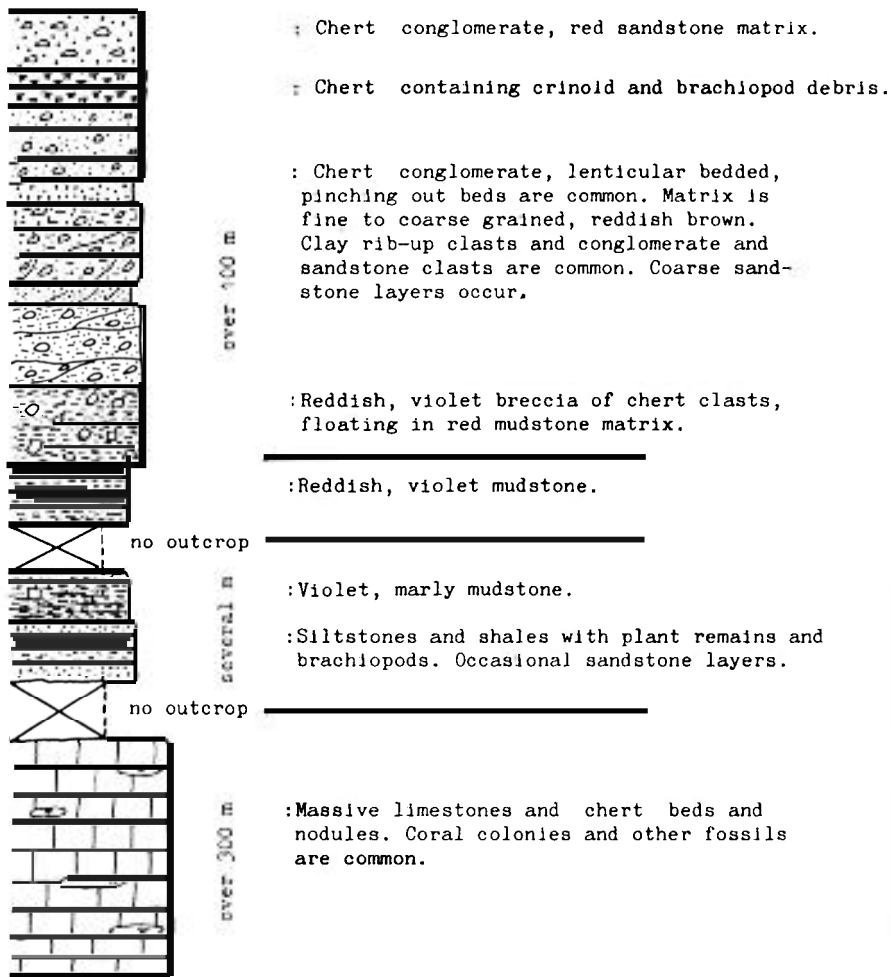 : Chert conglomerate, red sandstone matrix.
: Chert containing crinoid and brachiopod debris.
: Chert conglomerate, lenticular bedded,
pinching out beds are common. Matrix is
fine to coarse grained, reddish brown.
Clay rib-up clasts and conglomerate and
sandstone clasts are common. Coarse sand-
stone layers occur.
over 100 m
:Reddish, violet breccia of chert clasts,
floating in red mudstone matrix.
:Reddish, violet mudstone.
no outcrop
:Violet, marly mudstone.
several m
:Siltstones and shales with plant remains and
brachiopods. Occasional sandstone layers.
no outcrop
:Massive limestones and chert beds and
nodules. Coral colonies and other fossils
are common.
over 300 m